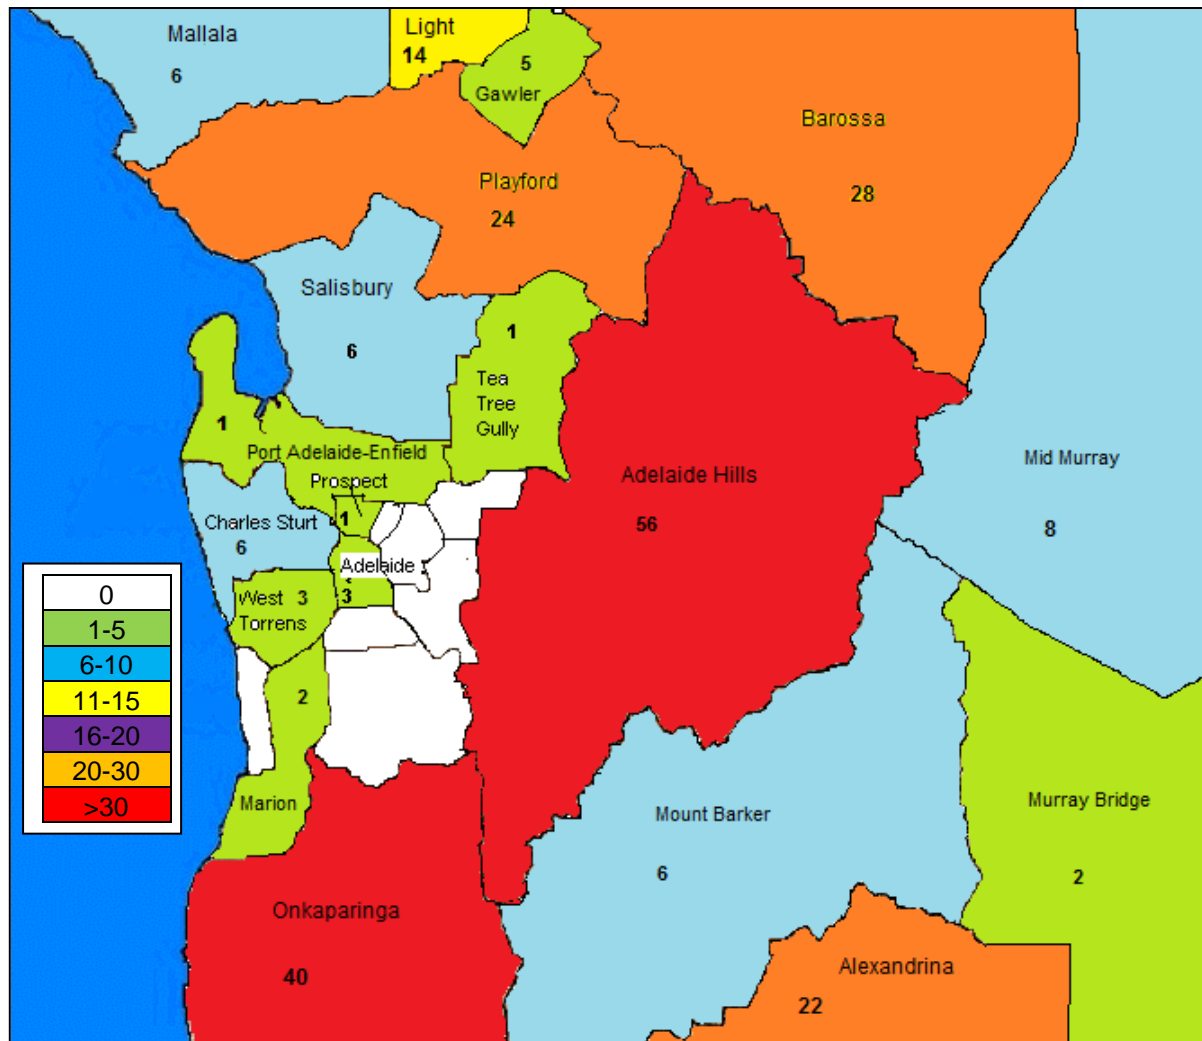 Mallala
6
Light
14
5
Gawler
Barossa
28
Playford
24
Salisbury
6
1
Tea
Tree
Gully
1
Port Adelaide-Enfield
Prospect
1
Charles Sturt
6
Adelaide
3
West 3
Torrens
Adelaide Hills
56
Mid Murray
8
0
1-5
6-10
11-15
16-20
20-30
>30
2
Marion
Mount Barker
6
Murray Bridge
2
Onkaparinga
40
Alexandrina
22